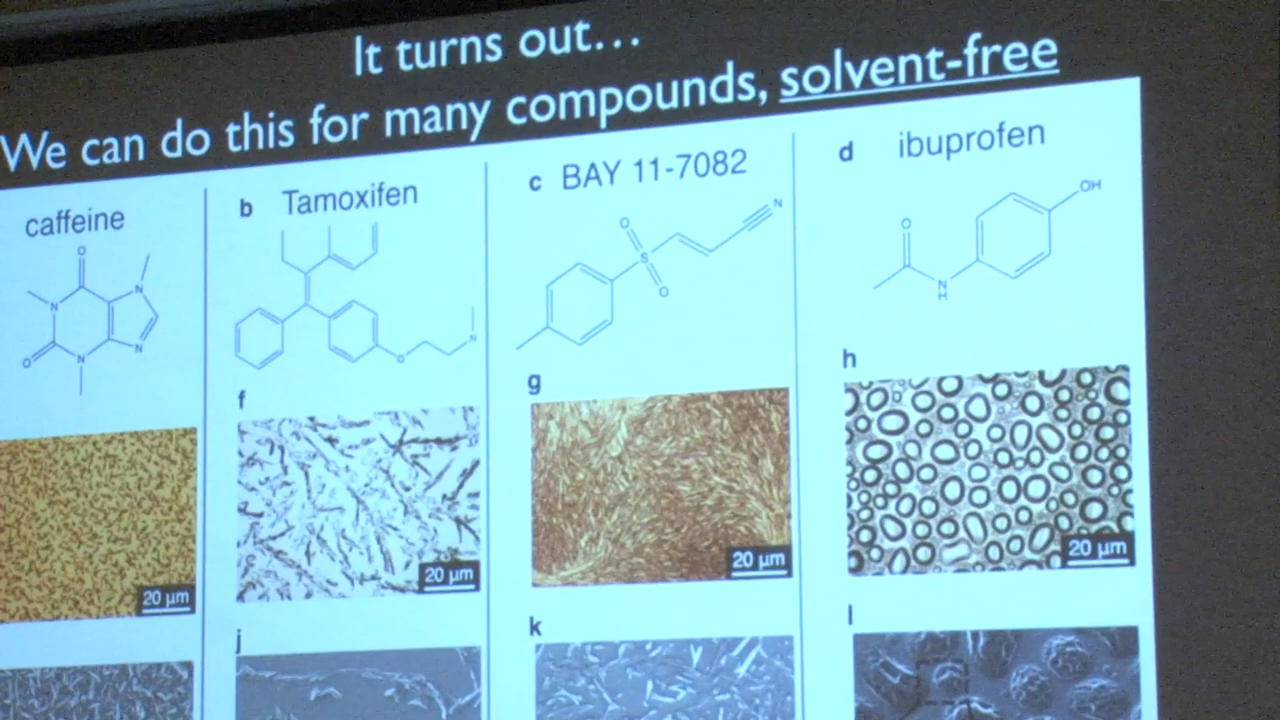 It turns out...
We can do this for many compounds, solvent-free
caffeine
b Tamoxifen
c BAY 11-7082
d ibuprofen
O
N
N
O
N
N
O
N
O
S
O
N
O
N
H
OH
f
g
h
20 µm
20 µm
20 µm
20 µm
j
k
l